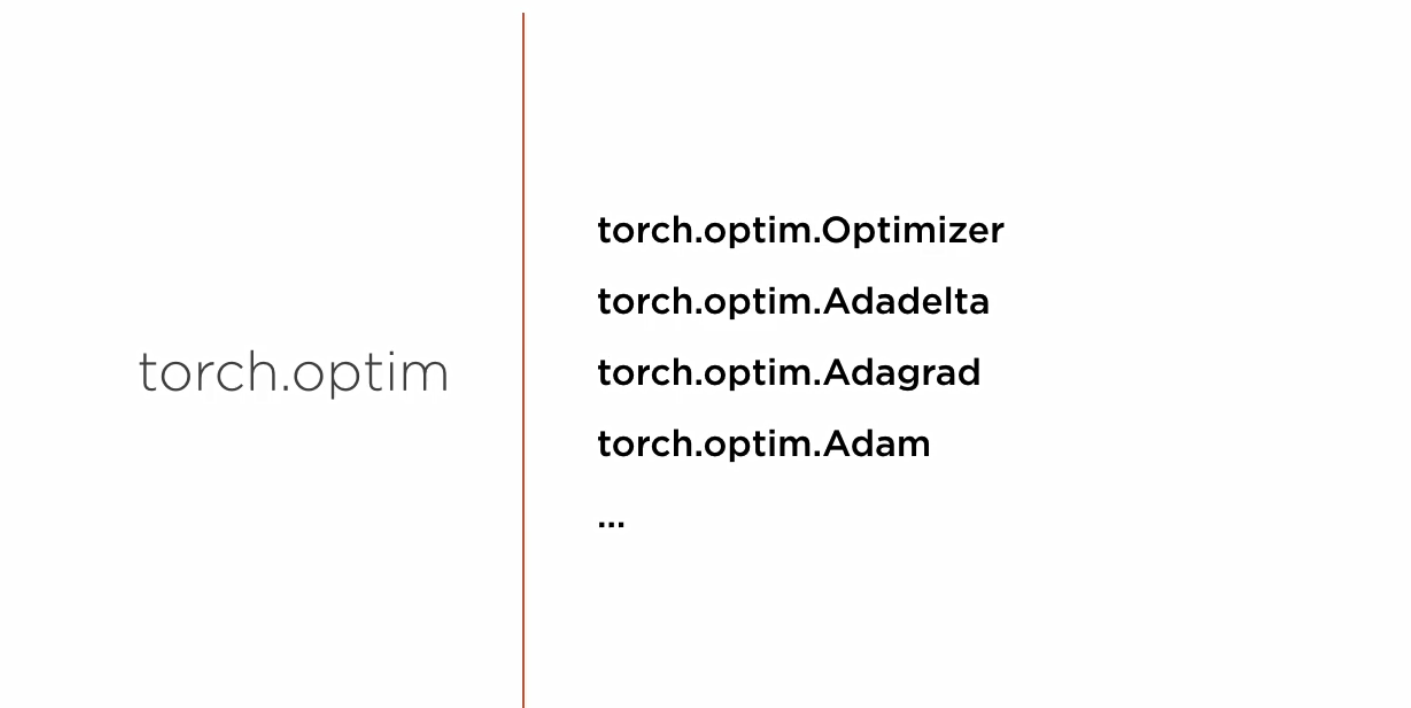 torch.optim
torch.optim.Optimizer
torch.optim.Adadelta
torch.optim.Adagrad
torch.optim.Adam
...